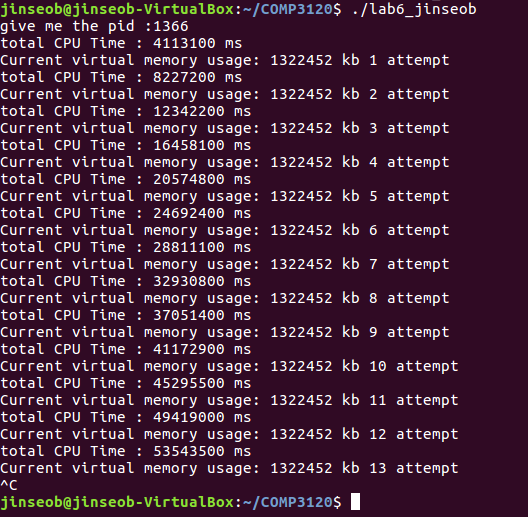 jinseob@jinseob-VirtualBox:~/COMP3120$ ./lab6_jinseob
give me the pid :1366
total CPU Time : 4113100 ms
Current virtual memory usage: 1322452 kb 1 attempt
total CPU Time : 8227200 ms
Current virtual memory usage: 1322452 kb 2 attempt
total CPU Time : 12342200 ms
Current virtual memory usage: 1322452 kb 3 attempt
total CPU Time : 16458100 ms
Current virtual memory usage: 1322452 kb 4 attempt
total CPU Time : 20574800 ms
Current virtual memory usage: 1322452 kb 5 attempt
total CPU Time : 24692400 ms
Current virtual memory usage: 1322452 kb 6 attempt
total CPU Time : 28811100 ms
Current virtual memory usage: 1322452 kb 7 attempt
total CPU Time : 32930800 ms
Current virtual memory usage: 1322452 kb 8 attempt
total CPU Time : 37051400 ms
Current virtual memory usage: 1322452 kb 9 attempt
total CPU Time : 41172900 ms
Current virtual memory usage: 1322452 kb 10 attempt
total CPU Time : 45295500 ms
Current virtual memory usage: 1322452 kb 11 attempt
total CPU Time : 49419000 ms
Current virtual memory usage: 1322452 kb 12 attempt
total CPU Time : 53543500 ms
Current virtual memory usage: 1322452 kb 13 attempt
^C
jinseob@jinseob-VirtualBox:~/COMP3120$